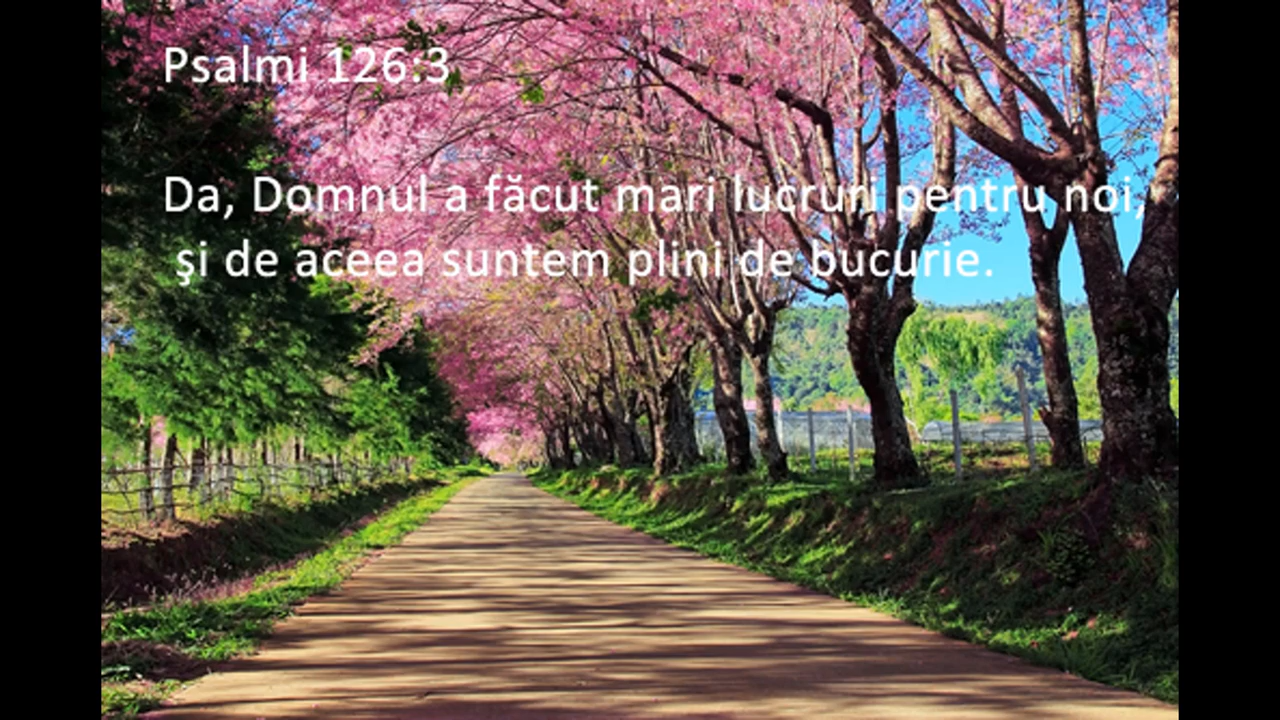 Psalmi 126:3
Da, Domnul a făcut mari lucruri pentru noi,
şi de aceea suntem plini de bucurie.